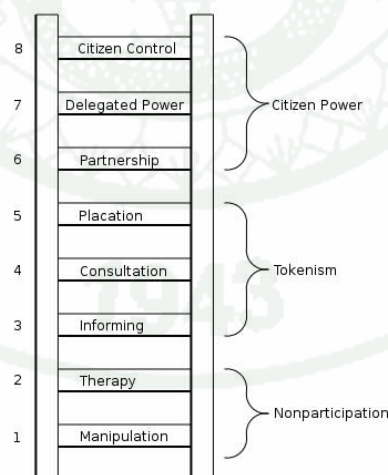 8 Citizen Control
7 Delegated Power
Citizen Power
6 Partnership
5 Placation
4 Consultation
Tokenism
3 Informing
2 Therapy
Nonparticipation
1 Manipulation
1943